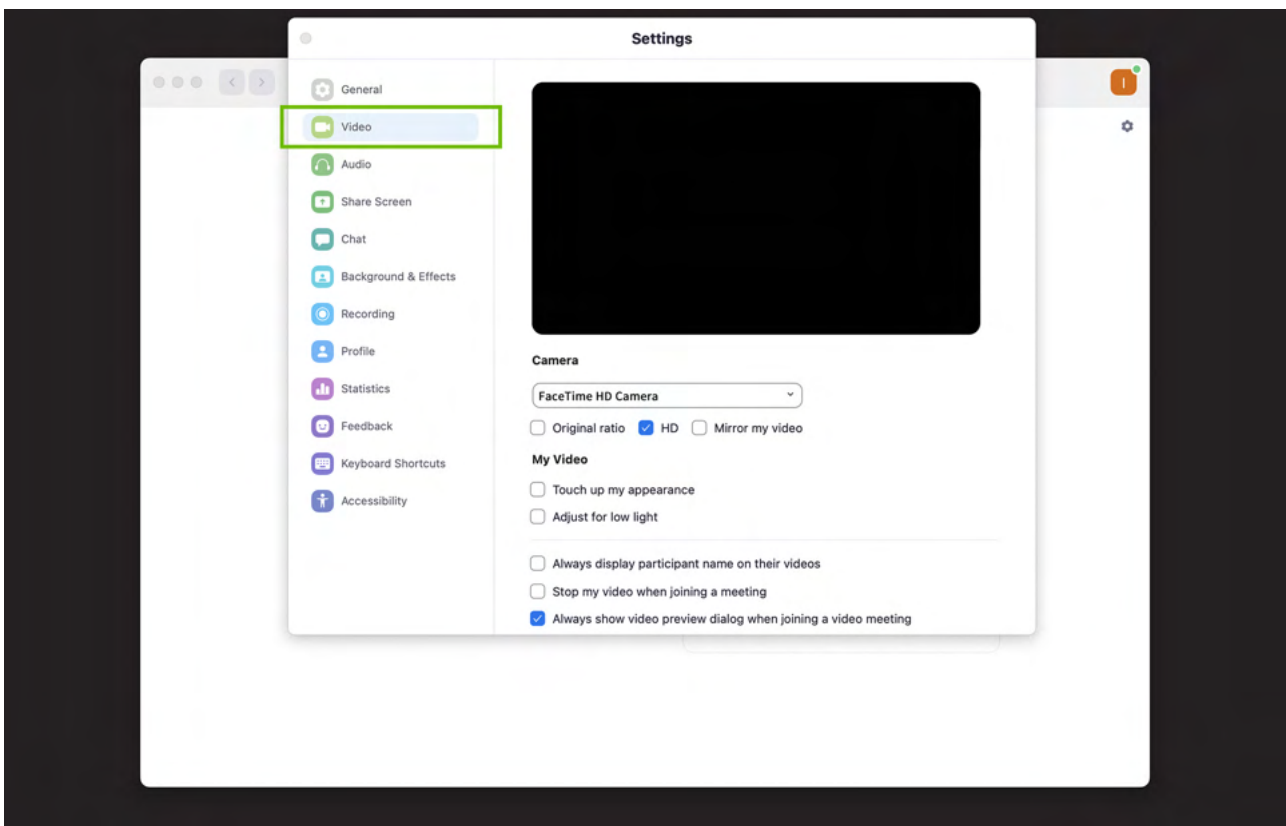 Settings
I
General
Video
Audio
Share Screen
Chat
Background & Effects
Recording
Profile
Statistics
Feedback
Keyboard Shortcuts
Accessibility
Camera
FaceTime HD Camera
Original ratio HD Mirror my video
My Video
Touch up my appearance
Adjust for low light
Always display participant name on their videos
Stop my video when joining a meeting
Always show video preview dialog when joining a video meeting